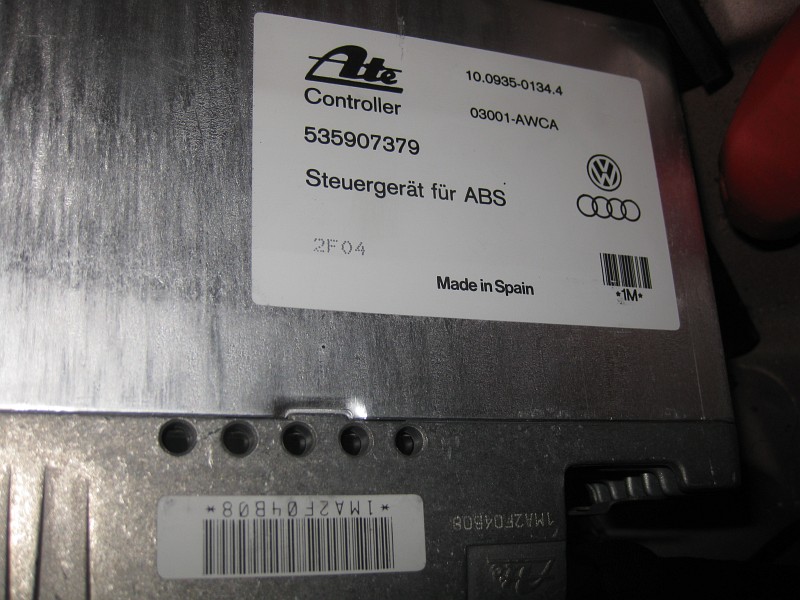 Ate
10.0935-0134.4
Controller
03001-AWCA
535907379
Steuergerät für ABS
2F04
Made in Spain
*1M*
*1MA2F04B08*
1MA2F04B08
Ate